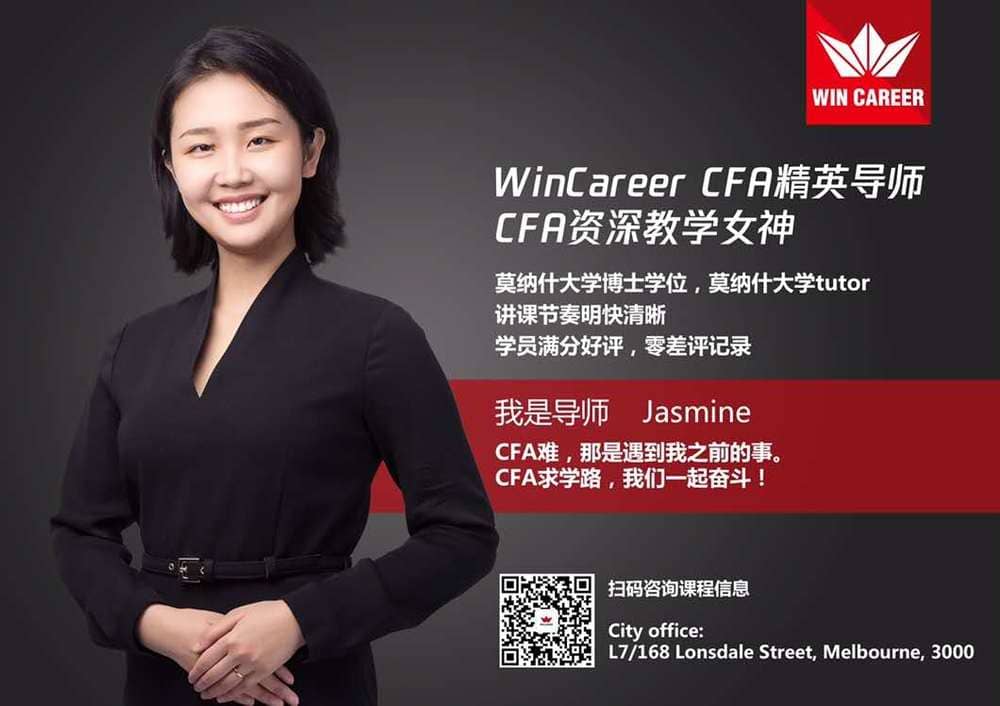 WIN CAREER
WinCareer CFA精英导师
CFA资深教学女神
莫纳什大学博士学位，莫纳什大学tutor
讲课节奏明快清晰
学员满分好评，零差评记录
我是导师 Jasmine
CFA难，那是遇到我之前的事。
CFA求学路，我们一起奋斗！
扫码咨询课程信息
City office:
L7/168 Lonsdale Street, Melbourne, 3000